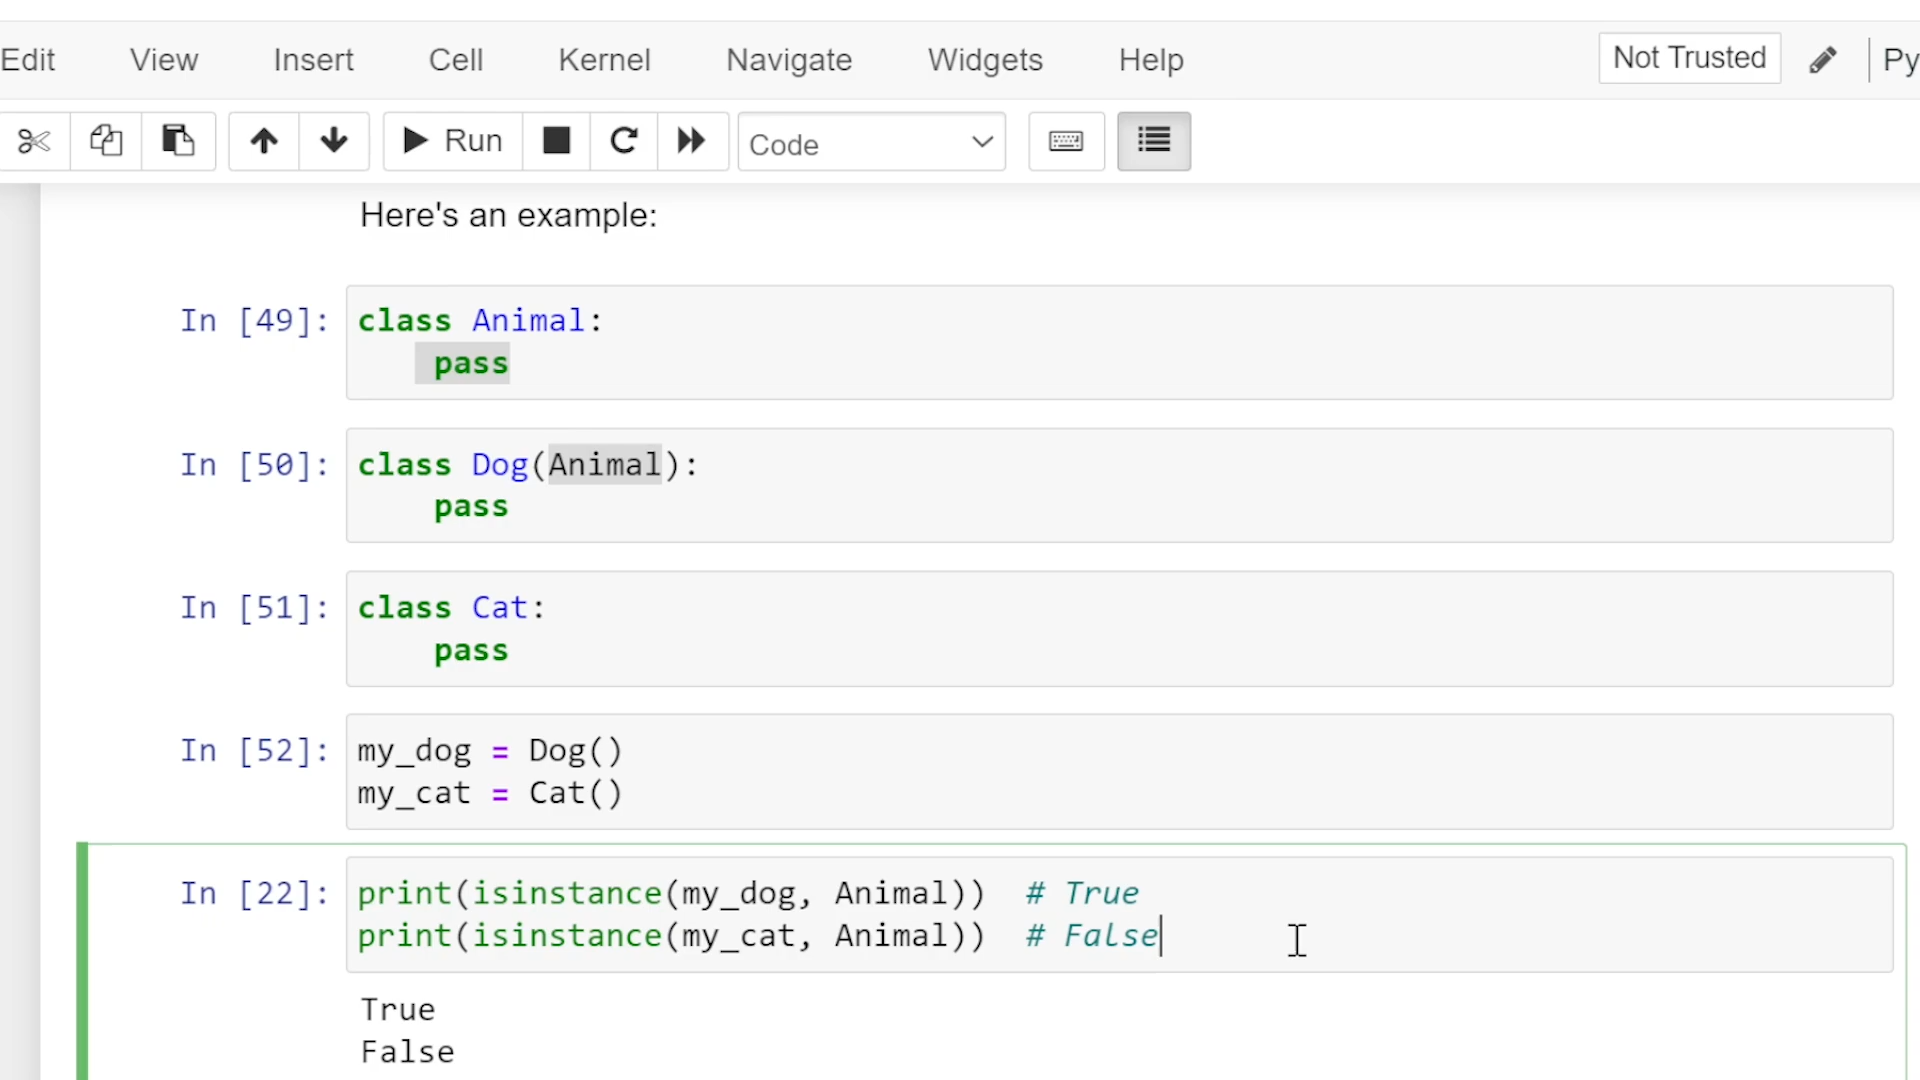 Edit View Insert Cell Kernel Navigate Widgets Help Not Trusted Py
Run Code
Here's an example:
In [49]: class Animal:
pass
In [50]: class Dog(Animal):
pass
In [51]: class Cat:
pass
In [52]: my_dog = Dog()
my_cat = Cat()
In [22]: print(isinstance(my_dog, Animal))  # True
print(isinstance(my_cat, Animal))  # False
True
False